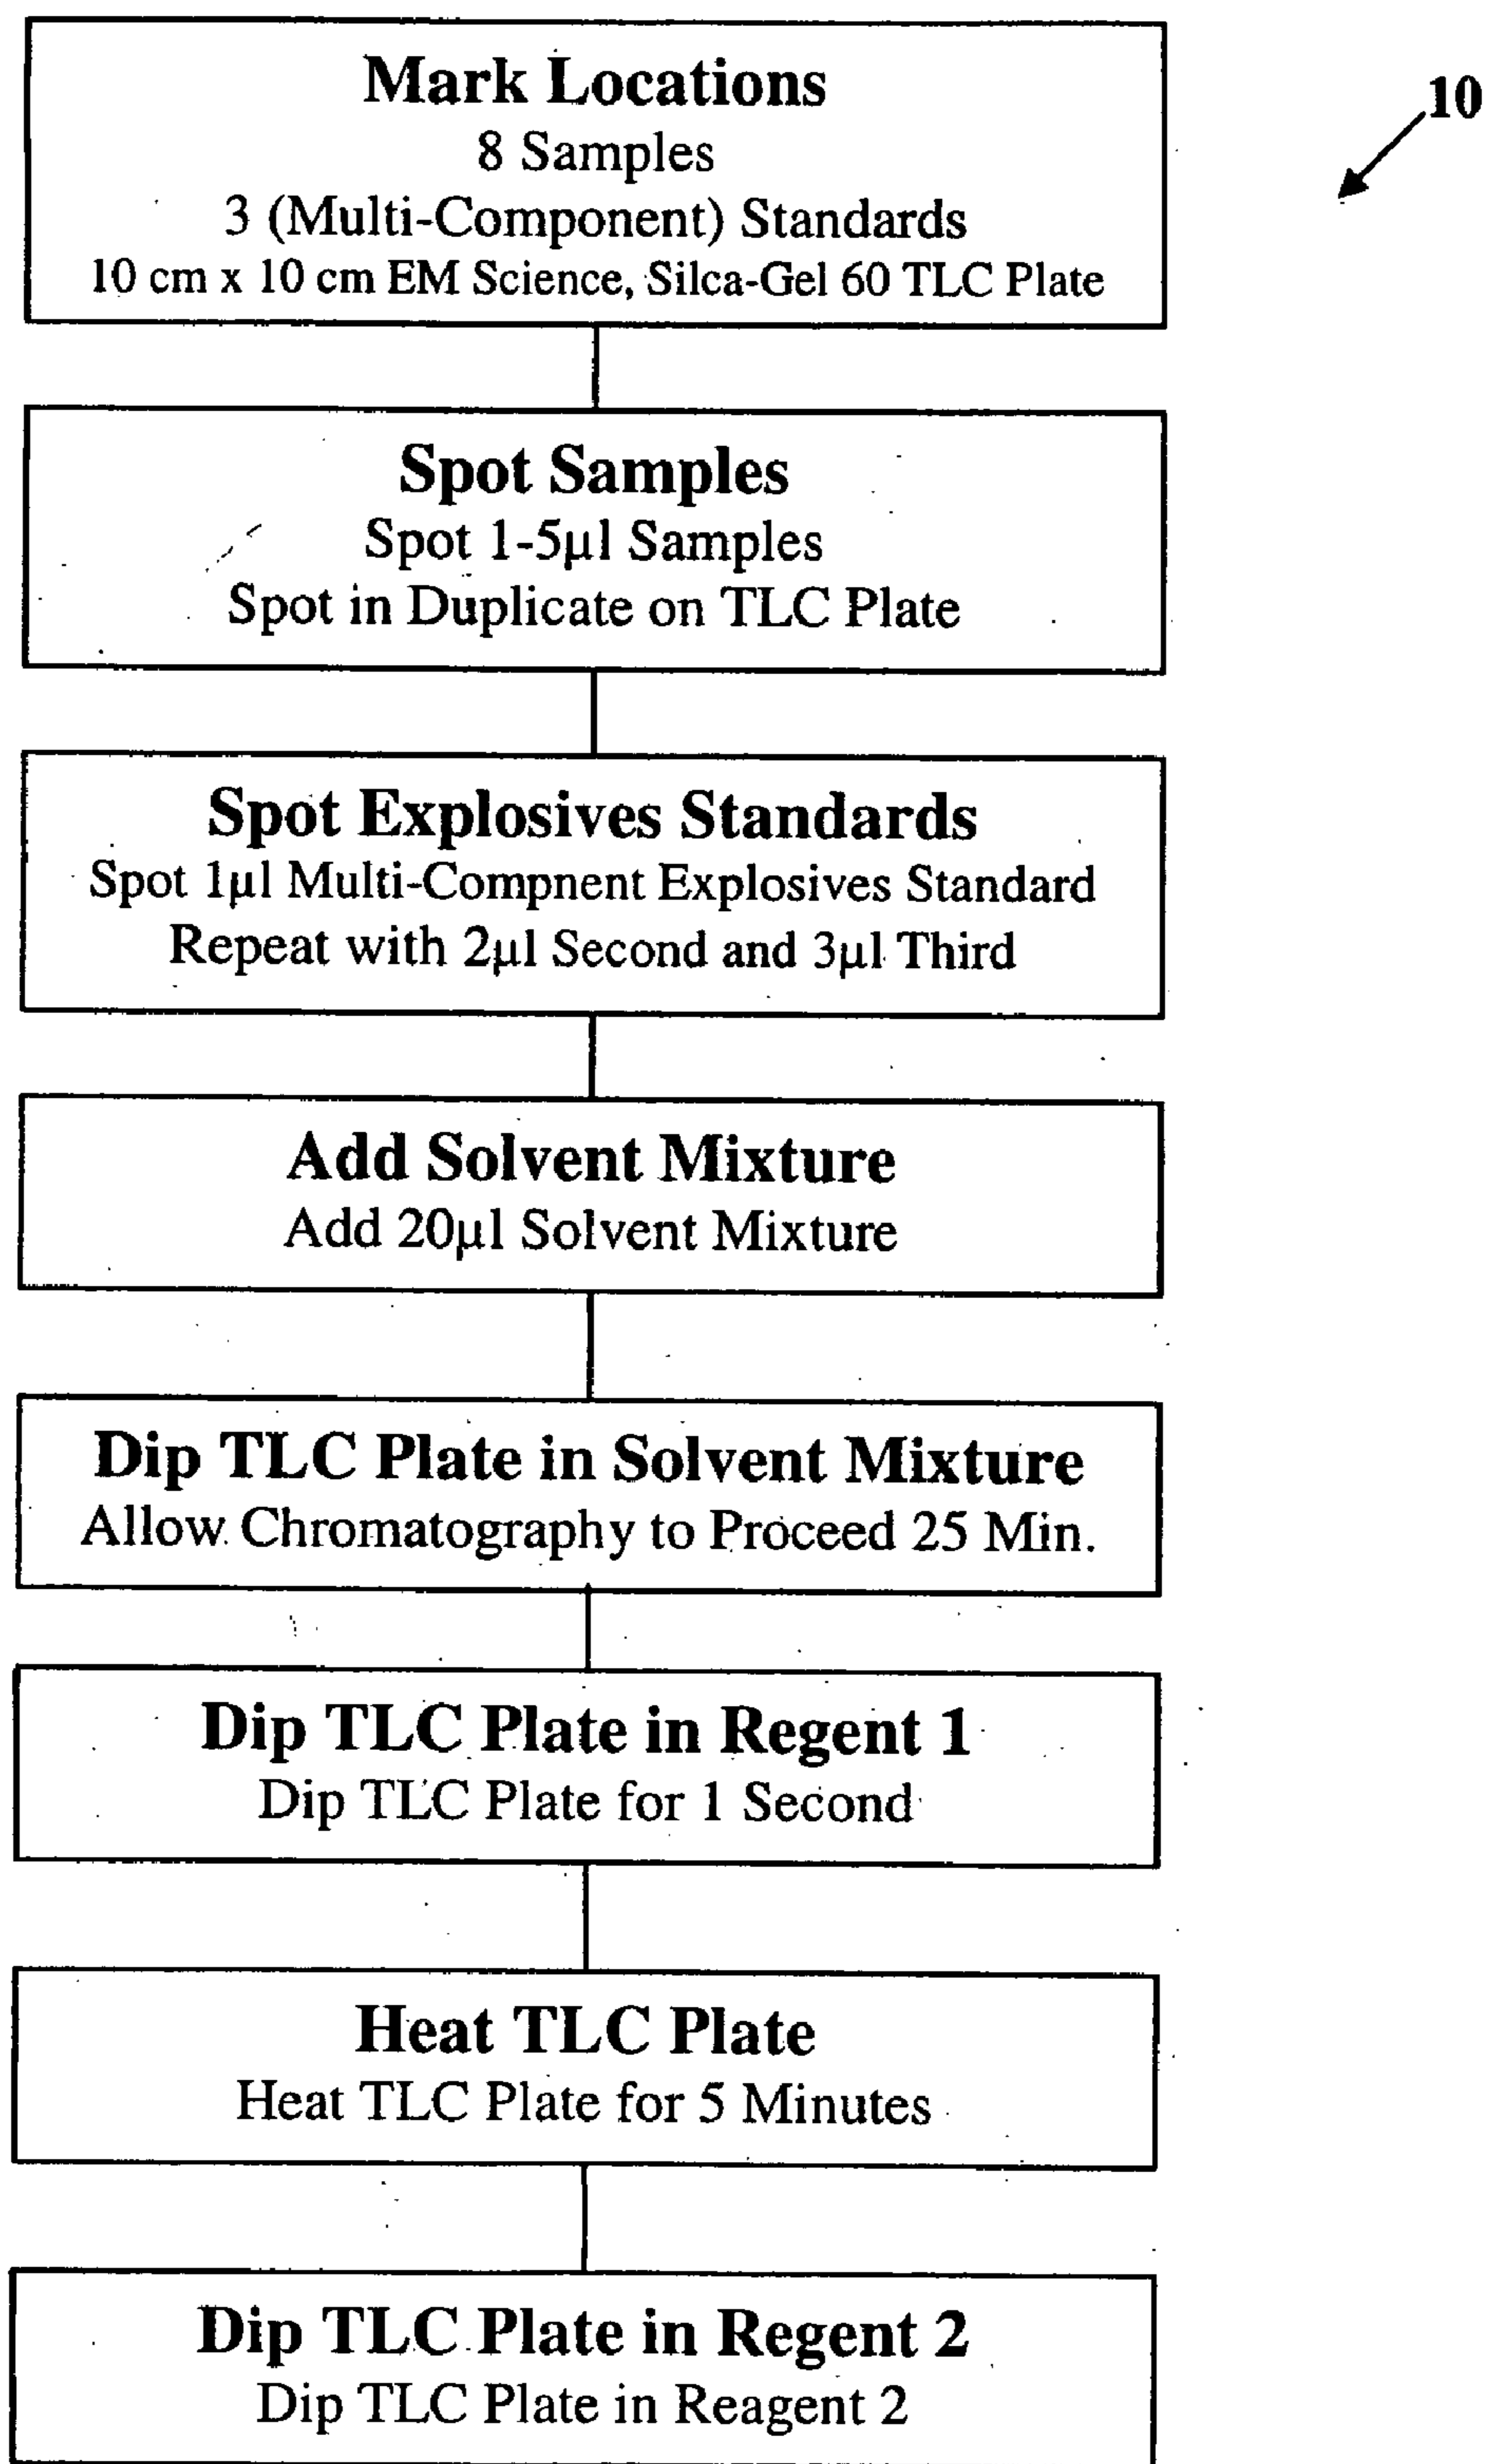 Mark Locations
8 Samples
3 (Multi-Component) Standards
10 cm x 10 cm EM Science, Silca-Gel 60 TLC Plate
10
Spot Samples
Spot 1-5µl Samples
Spot in Duplicate on TLC Plate
Spot Explosives Standards
Spot 1µl Multi-Compnent Explosives Standard
Repeat with 2µl Second and 3µl Third
Add Solvent Mixture
Add 20µl Solvent Mixture
Dip TLC Plate in Solvent Mixture
Allow Chromatography to Proceed 25 Min.
Dip TLC Plate in Regent 1
Dip TLC Plate for 1 Second
Heat TLC Plate
Heat TLC Plate for 5 Minutes
Dip TLC Plate in Regent 2
Dip TLC Plate in Reagent 2